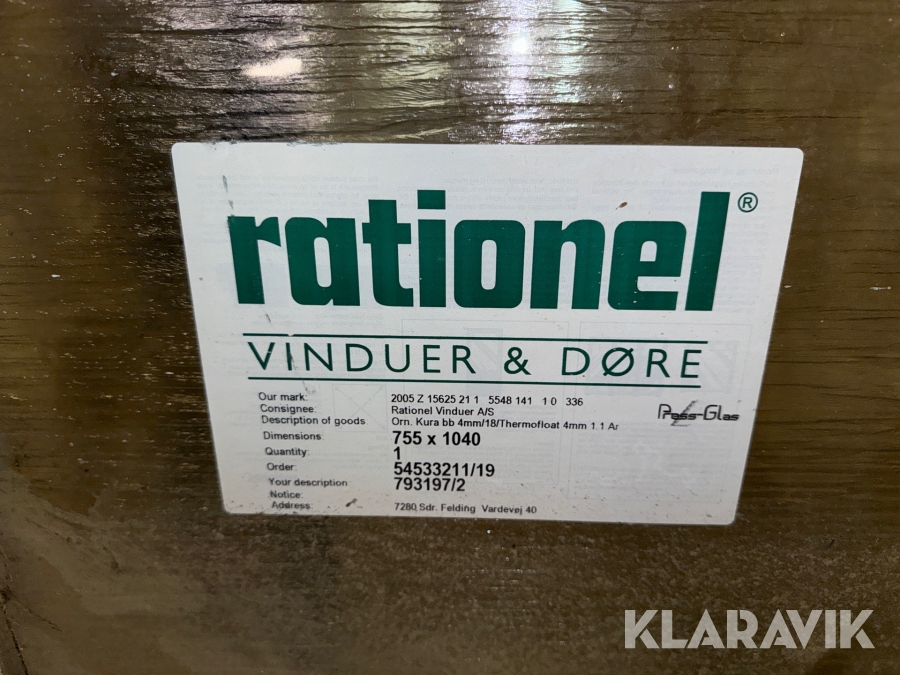 rationel®
VINDUER & DØRE
Our mark: 2005 Z 15625 21 1 5548 141 1 0 336
Consignee: Rationel Vinduer A/S
Press-Glas
Description of goods Orn. Kura bb 4mm/18/Thermofloat 4mm 1.1 Ar
Dimensions: 755 x 1040
Quantity: 1
Order: 54533211/19
Your description 793197/2
Notice:
Address: 7280 Sdr. Felding Vardevej 40
KLARAVIK